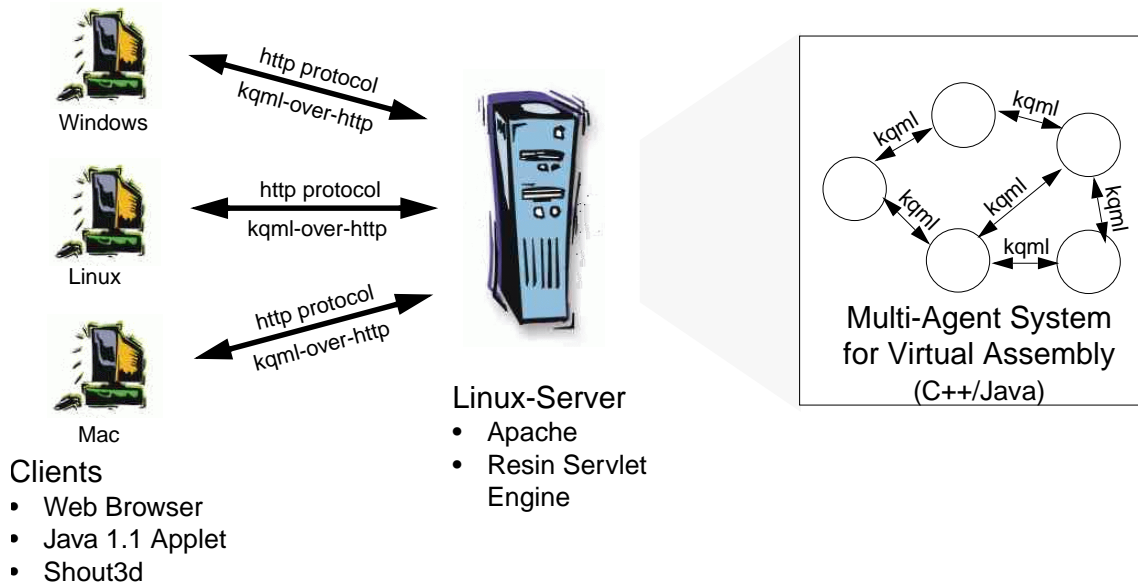 Windows
http protocol
kqml-over-http
Linux
http protocol
kqml-over-http
Mac
http protocol
kqml-over-http
Clients
• Web Browser
• Java 1.1 Applet
• Shout3d
Linux-Server
• Apache
• Resin Servlet
Engine
kqml
kqml
kqml
kqml
kqml
kqml
Multi-Agent System
for Virtual Assembly
(C++/Java)